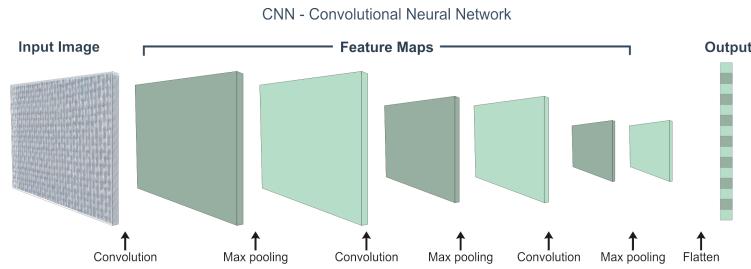 CNN - Convolutional Neural Network
Input Image
Feature Maps
Output
Convolution
Max pooling
Convolution
Max pooling
Convolution
Max pooling
Flatten